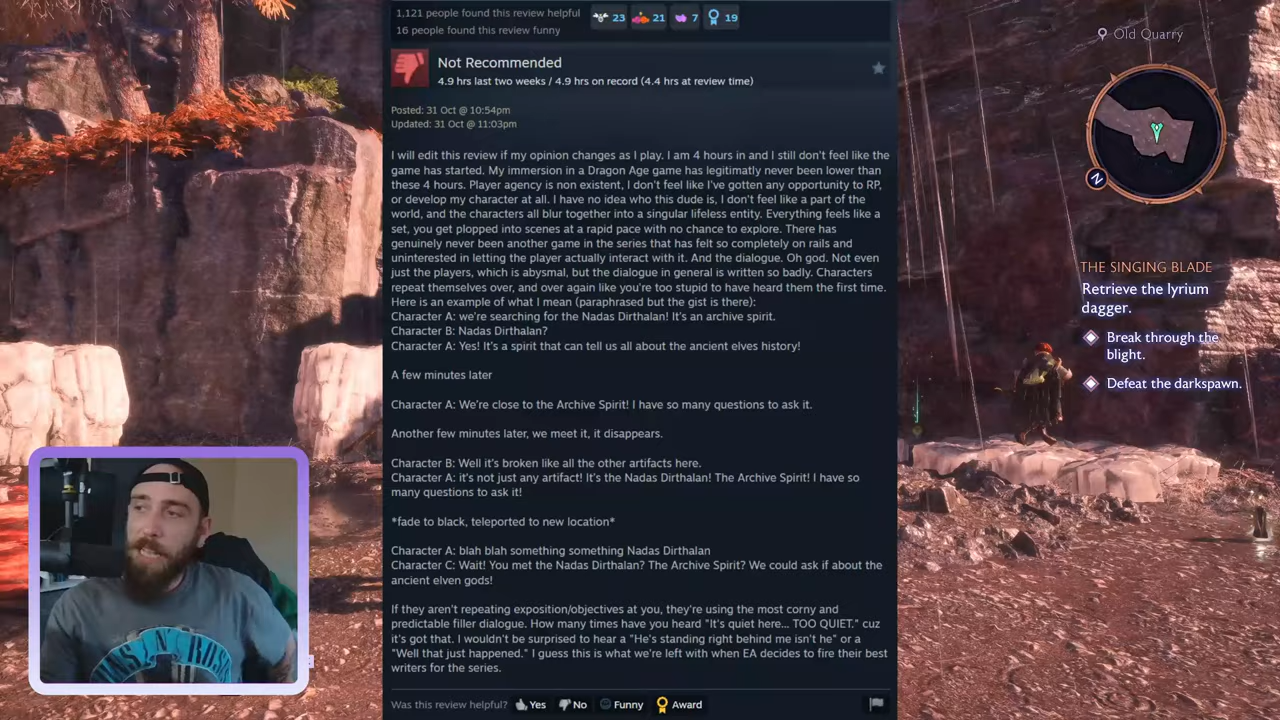 1,121 people found this review helpful
16 people found this review funny
23
21
7
19
Not Recommended
4.9 hrs last two weeks / 4.9 hrs on record (4.4 hrs at review time)
Posted: 31 Oct @ 10:54pm
Updated: 31 Oct @ 11:03pm
I will edit this review if my opinion changes as I play. I am 4 hours in and I still don't feel like the
game has started. My immersion in a Dragon Age game has legitimatly never been lower than
these 4 hours. Player agency is non existent, I don't feel like I've gotten any opportunity to RP,
or develop my character at all. I have no idea who this dude is, I don't feel like a part of the
world, and the characters all blur together into a singular lifeless entity. Everything feels like a
set, you get plopped into scenes at a rapid pace with no chance to explore. There has
genuinely never been another game in the series that has felt so completely on rails and
uninterested in letting the player actually interact with it. And the dialogue. Oh god. Not even
just the players, which is abysmal, but the dialogue in general is written so badly. Characters
repeat themselves over, and over again like you're too stupid to have heard them the first time.
Here is an example of what I mean (paraphrased but the gist is there):
Character A: we're searching for the Nadas Dirthalan! It's an archive spirit.
Character B: Nadas Dirthalan?
Character A: Yes! It's a spirit that can tell us all about the ancient elves history!
A few minutes later
Character A: We're close to the Archive Spirit! I have so many questions to ask it.
Another few minutes later, we meet it, it disappears.
Character B: Well it's broken like all the other artifacts here.
Character A: it's not just any artifact! It's the Nadas Dirthalan! The Archive Spirit! I have so
many questions to ask it!
*fade to black, teleported to new location*
Character A: blah blah something something Nadas Dirthalan
Character C: Wait! You met the Nadas Dirthalan? The Archive Spirit? We could ask if about the
ancient elven gods!
If they aren't repeating exposition/objectives at you, they're using the most corny and
predictable filler dialogue. How many times have you heard "It's quiet here... TOO QUIET." cuz
it's got that. I wouldn't be surprised to hear a "He's standing right behind me isn't he" or a
"Well that just happened." I guess this is what we're left with when EA decides to fire their best
writers for the series.
Was this review helpful? Yes No Funny Award
Old Quarry
N
THE SINGING BLADE
Retrieve the lyrium
dagger.
Break through the
blight.
Defeat the darkspawn.
GUNS N' ROSES